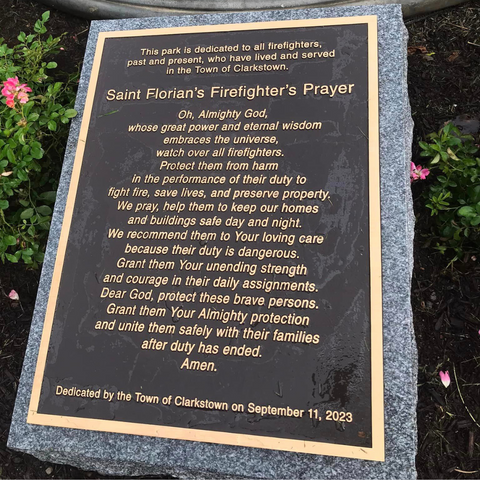 This park is dedicated to all firefighters,
past and present, who have lived and served
in the Town of Clarkstown.
Saint Florian's Firefighter's Prayer
Oh, Almighty God,
whose great power and eternal wisdom
embraces the universe,
watch over all firefighters.
Protect them from harm
in the performance of their duty to
fight fire, save lives, and preserve property.
We pray, help them to keep our homes
and buildings safe day and night.
We recommend them to Your loving care
because their duty is dangerous.
Grant them Your unending strength
and courage in their daily assignments.
Dear God, protect these brave persons.
Grant them Your Almighty protection
and unite them safely with their families
after duty has ended.
Amen.
Dedicated by the Town of Clarkstown on September 11, 2023